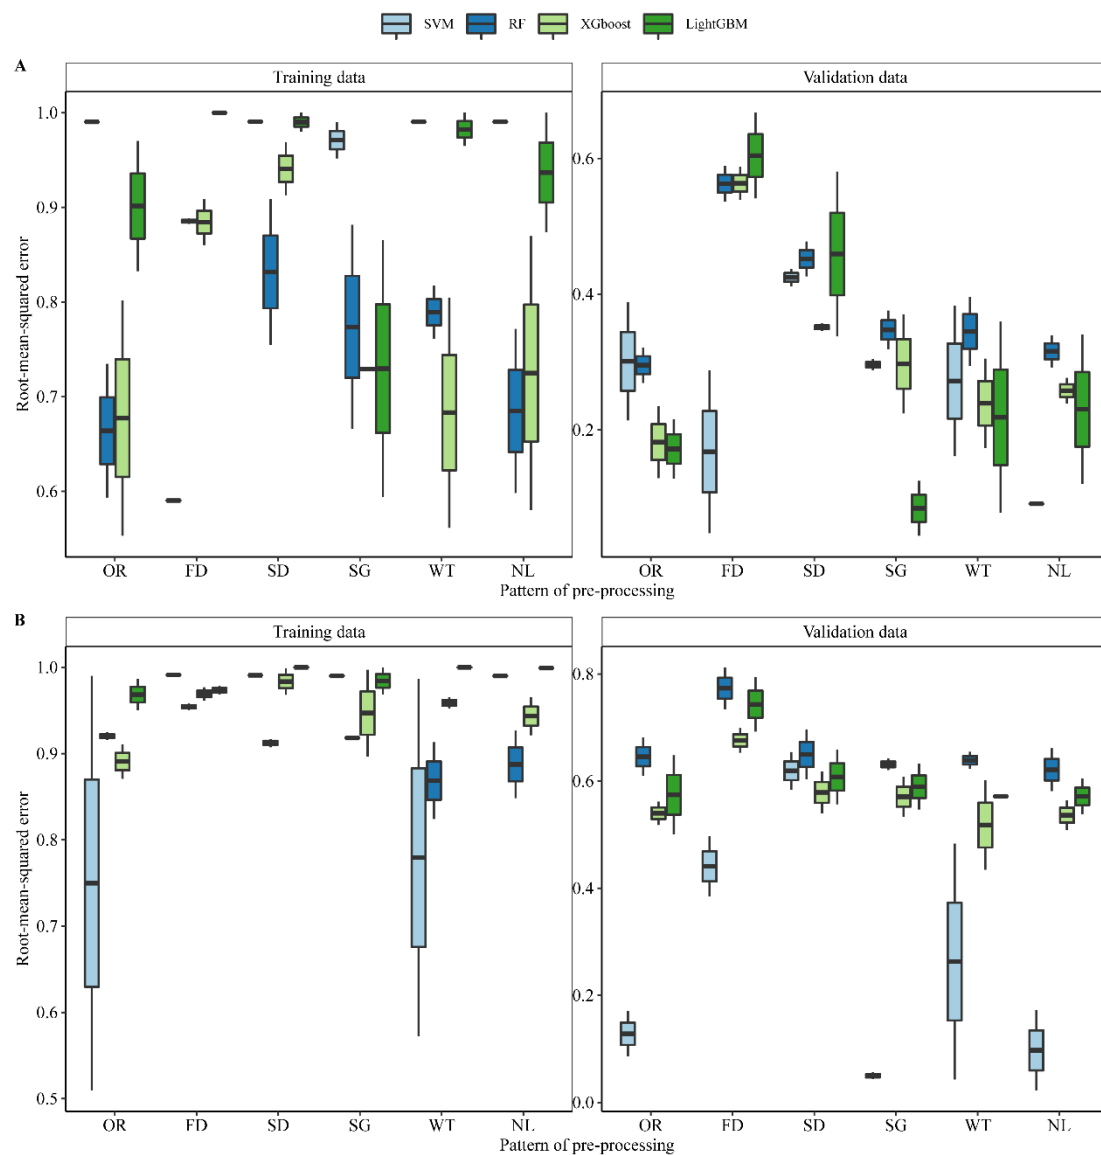 SVM RF XGboost LightGBM
A
Training data
Validation data
Root-mean-squared error
1.0
0.9
0.8
0.7
0.6
0.6
0.4
0.2
OR FD SD SG WT NL
OR FD SD SG WT NL
Pattern of pre-processing
B
Training data
Validation data
Root-mean-squared error
1.0
0.9
0.8
0.7
0.6
0.5
0.8
0.6
0.4
0.2
0.0
OR FD SD SG WT NL
OR FD SD SG WT NL
Pattern of pre-processing